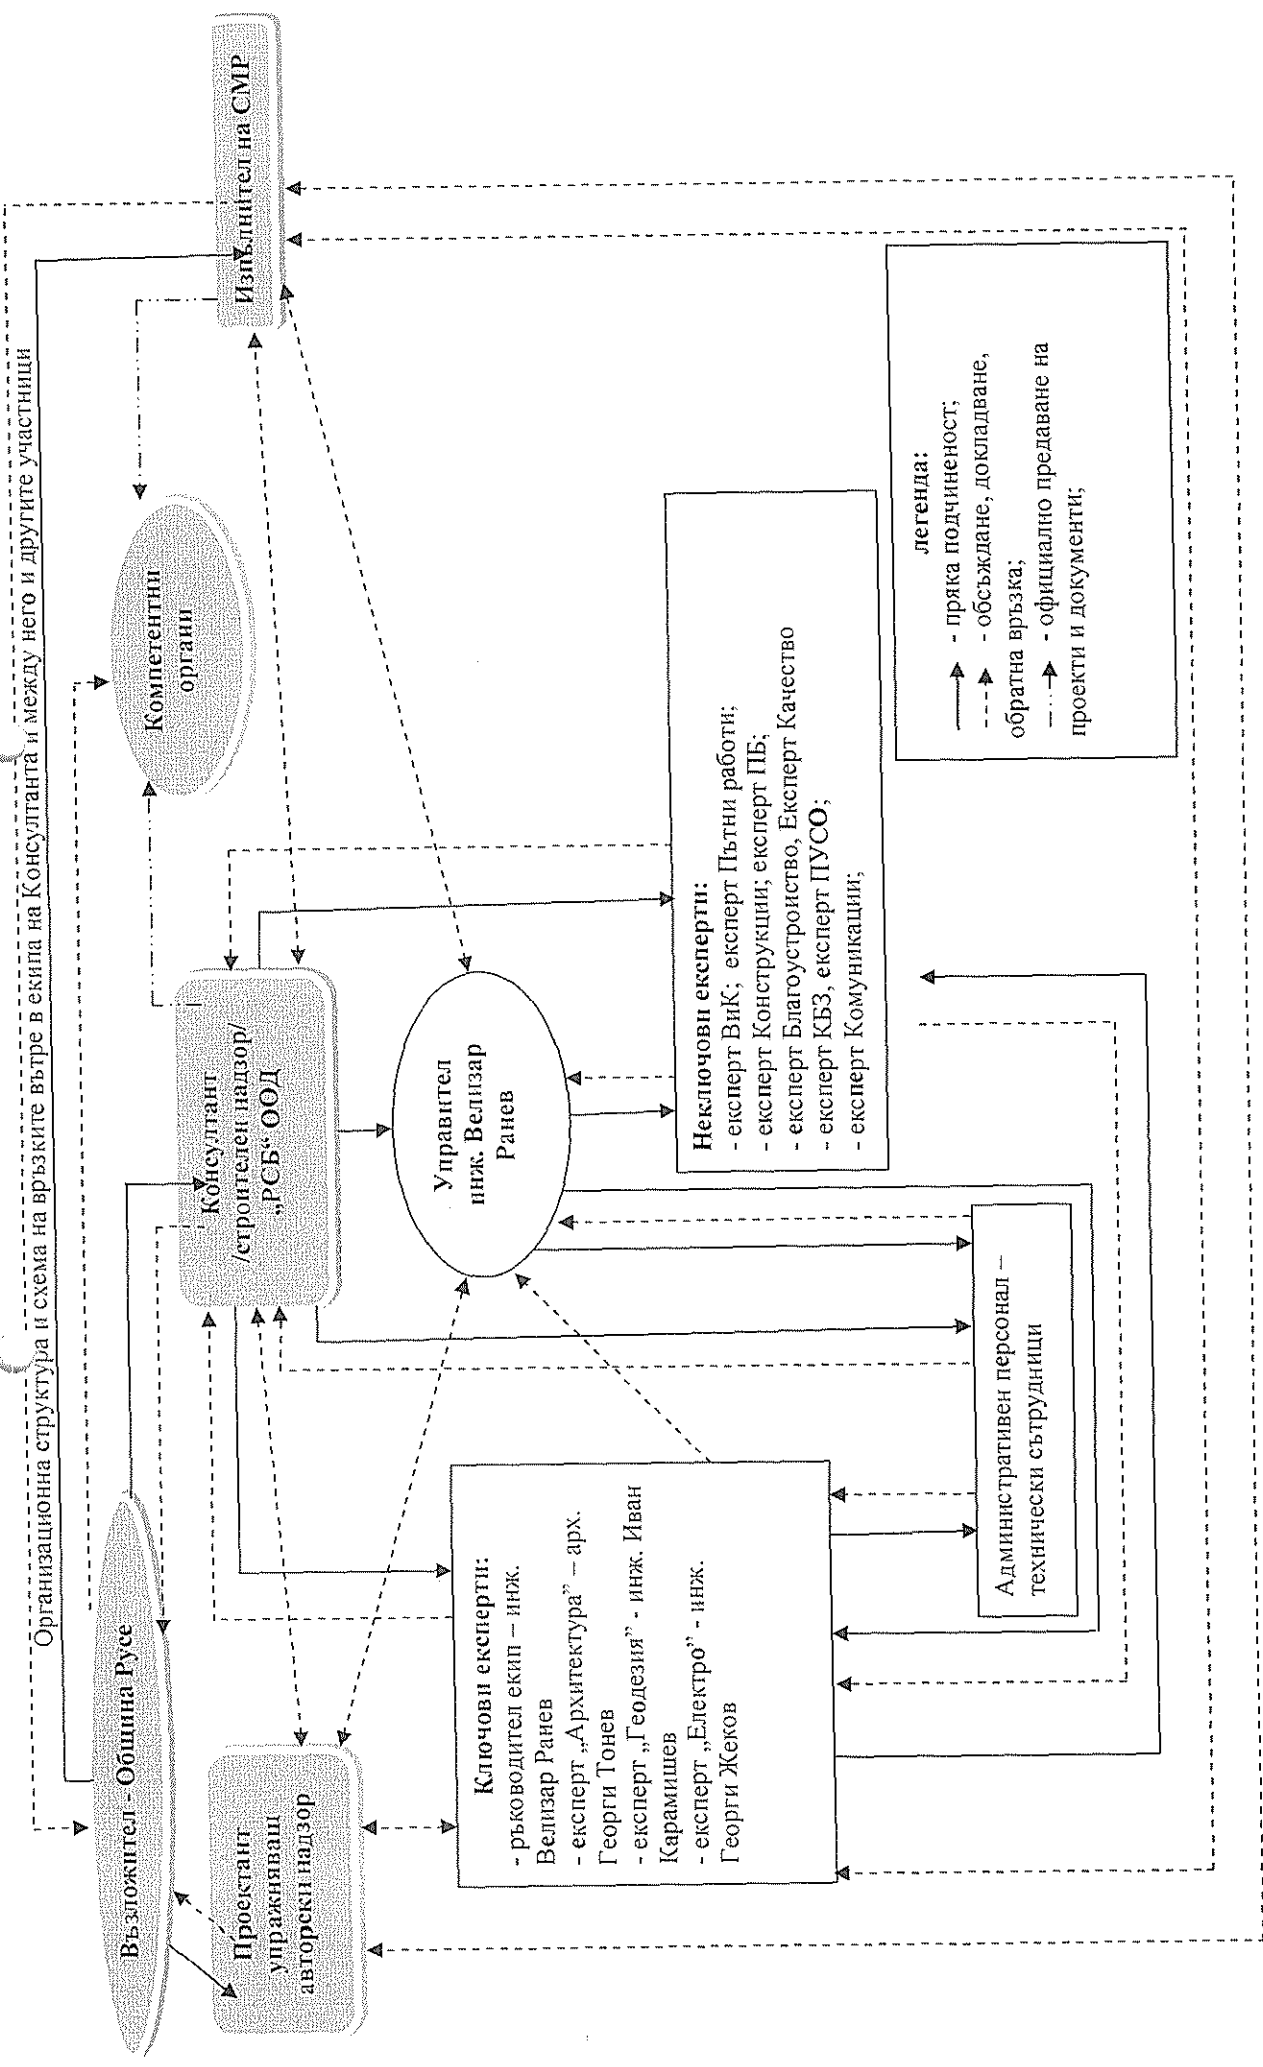 Организационна структура и схема на връзките вътре в екипа на Консултанта и между него и другите участници
Възложител - Община Русе
Проектант
упражняващ
авторски надзор
Консултант
/строителен надзор/
„РСБ“ ООД
Компетентни
органи
Изпълнител на СМР
Управител
инж. Велизар
Ранев
Ключови експерти:
- ръководител екип – инж.
Велизар Ранев
- експерт „Архитектура” – арх.
Георги Тонев
- експерт „Геодезия” - инж. Иван
Карамишев
- експерт „Електро” - инж.
Георги Жеков
Неключови експерти:
- експерт ВиК; експерт Пътни работи;
- експерт Конструкции; експерт ПБ;
- експерт Благоустройство, Експерт Качество
- експерт КБЗ, експерт ПУСО;
- експерт Комуникации;
Административен персонал –
технически сътрудници
легенда:
- пряка подчиненост;
- обсъждане, докладване,
обратна връзка;
- официално предаване на
проекти и документи;